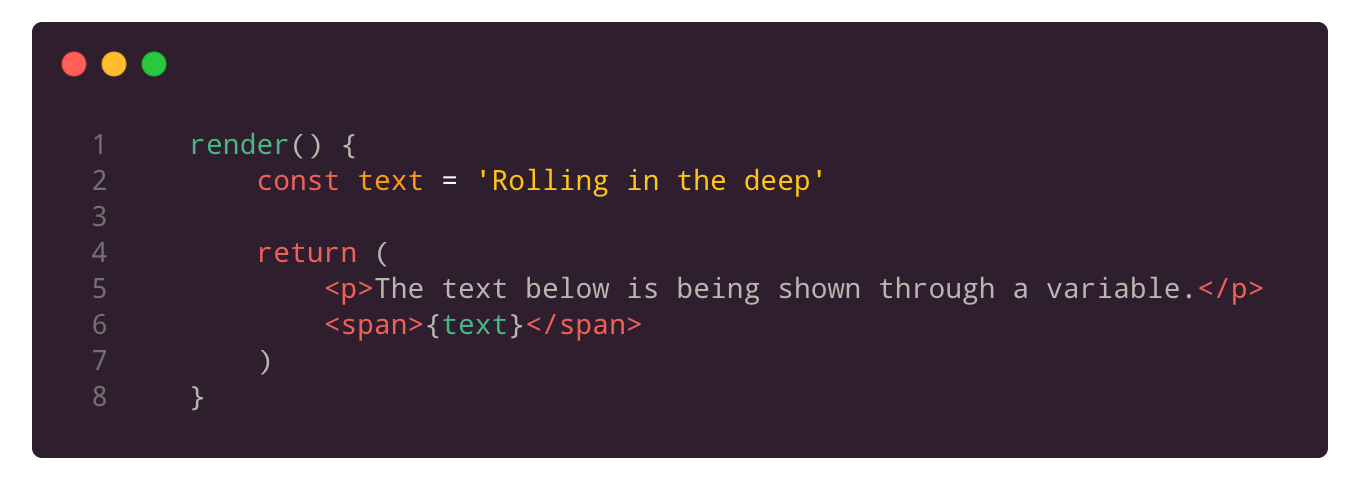 1 render() {
2 const text = 'Rolling in the deep'
3
4 return (
5 <p>The text below is being shown through a variable.</p>
6 <span>{text}</span>
7 )
8 }